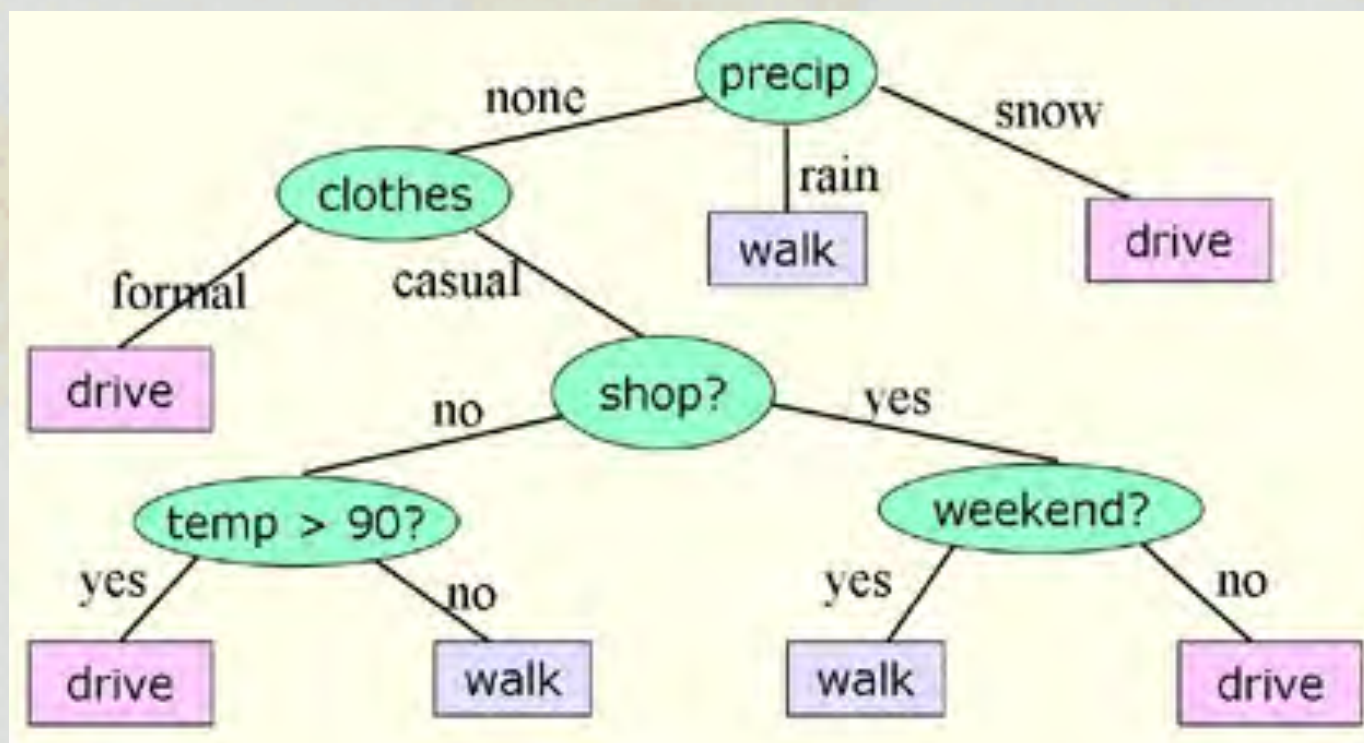 precip
none
snow
clothes
rain
walk
drive
formal
casual
drive
shop?
no
yes
temp > 90?
weekend?
yes
no
yes
no
drive
walk
walk
drive